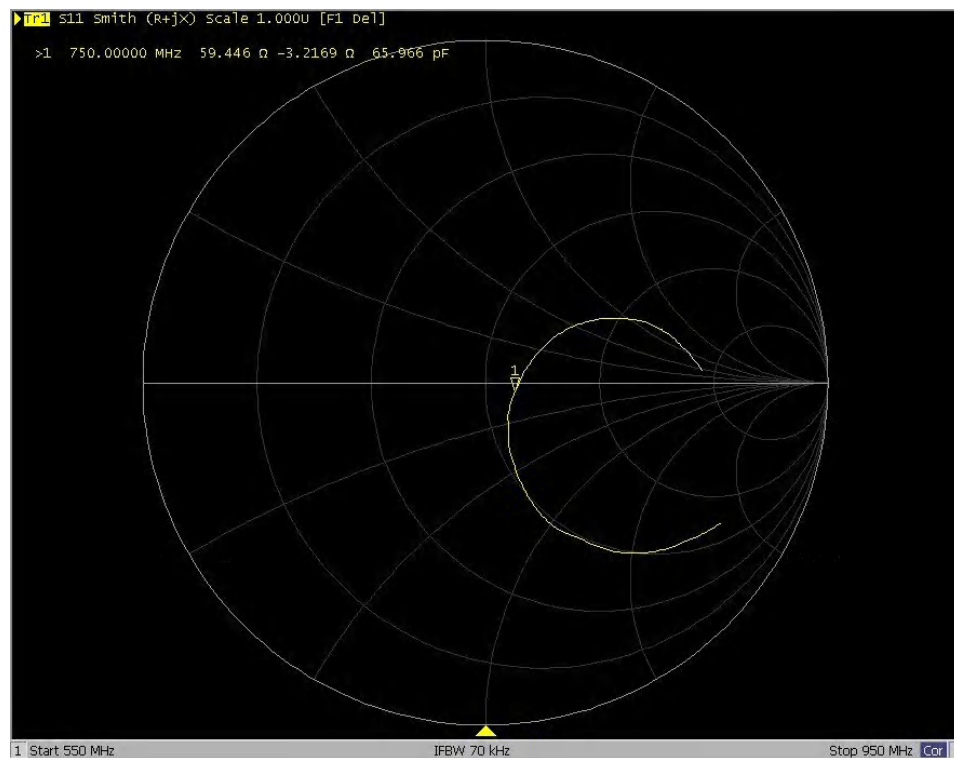 Tr1 S11 Smith (R+jX) Scale 1.000U [F1 Del]
>1 750.00000 MHz 59.446 Ω -3.2169 Ω 65.966 pF
1
1 Start 550 MHz IFBW 70 kHz Stop 950 MHz Cor